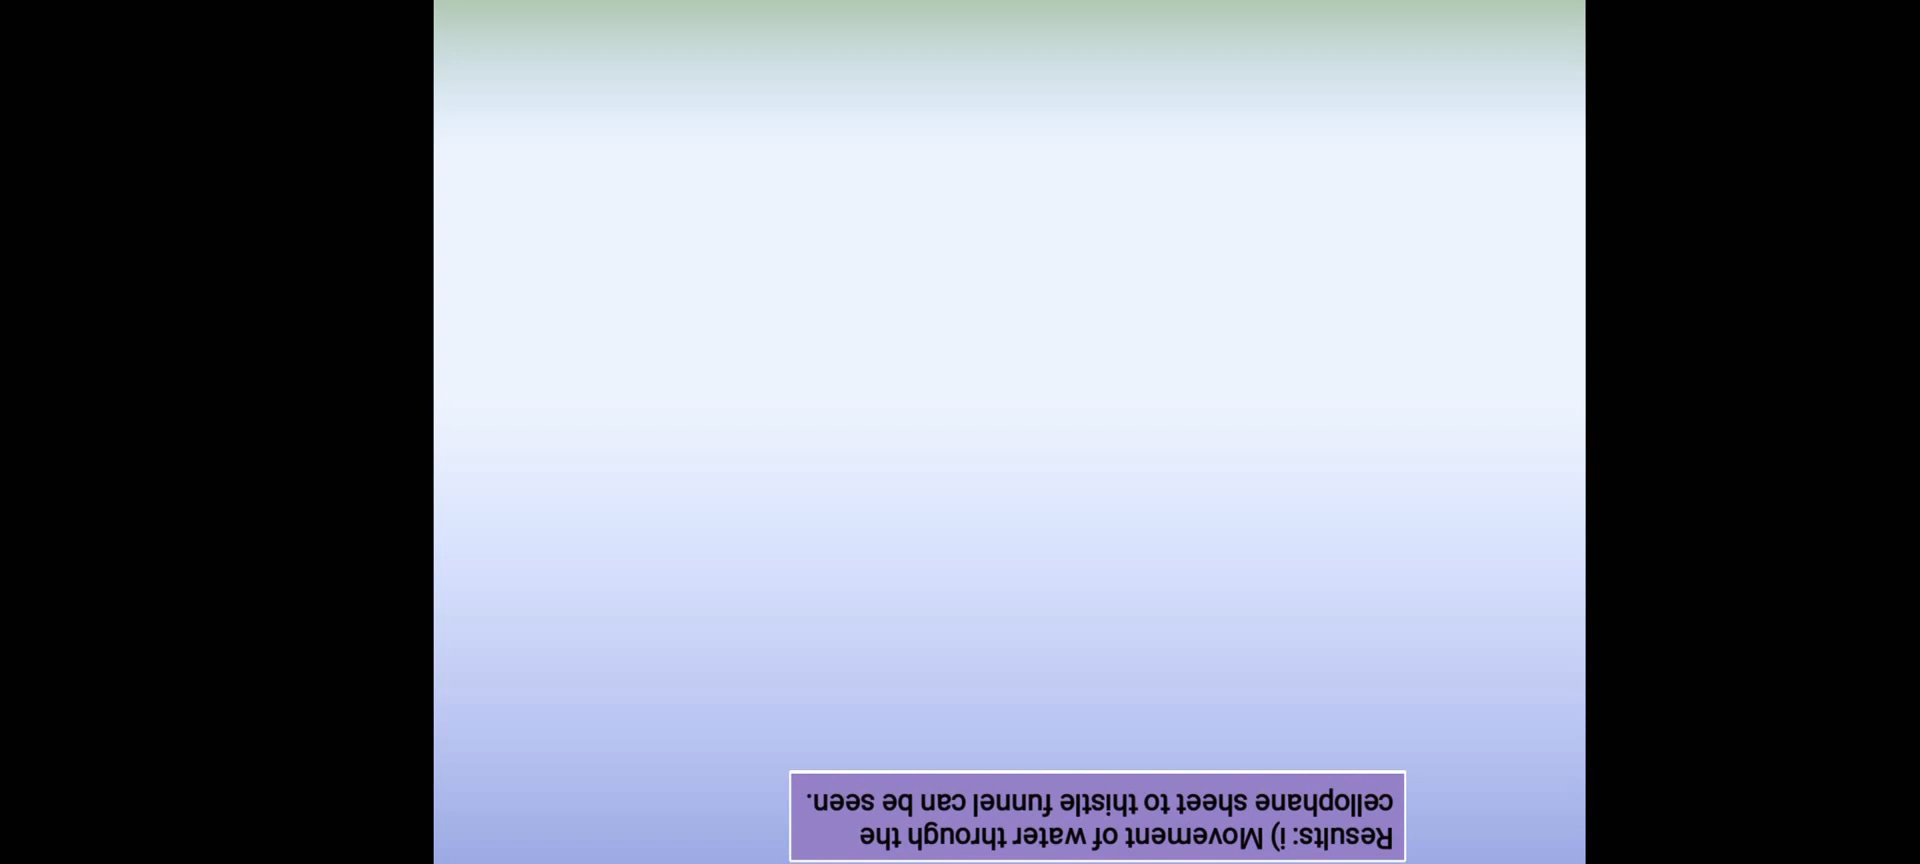 Results: i) Movement of water through the
cellophane sheet to thistle funnel can be seen.